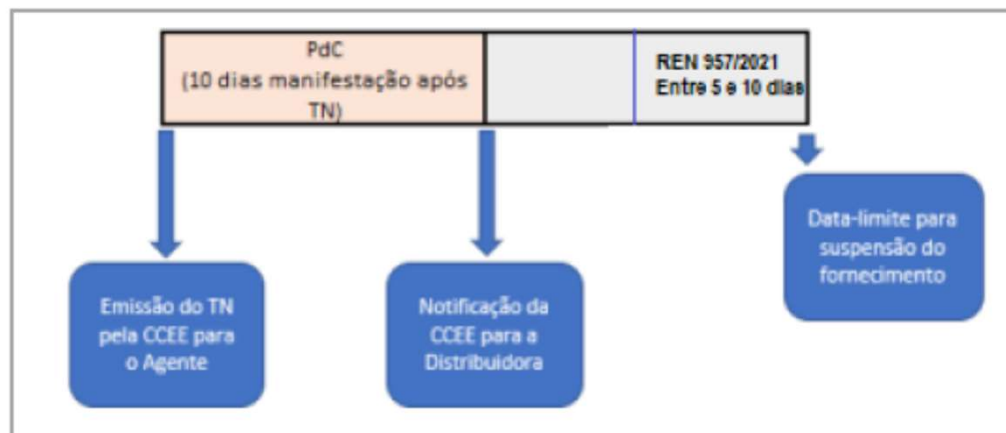 PdC
(10 dias manifestação após
TN)
REN 957/2021
Entre 5 e 10 dias
Data-limite para
suspensão do
fornecimento
Emissão do TN
pela CCEE para
o Agente
Notificação da
CCEE para a
Distribuidora